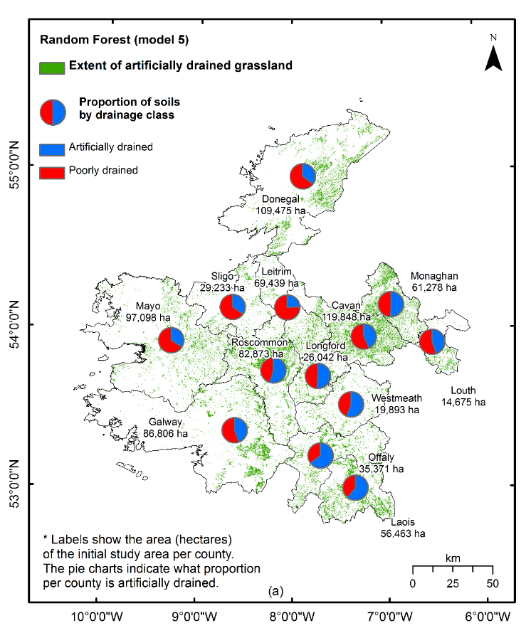 Random Forest (model 5)
N
Extent of artificially drained grassland
Proportion of soils
by drainage class
Artificially drained
Poorly drained
55°0'0"N
54°0'0"N
53°0'0"N
Donegal
109,475 ha
Sligo
29,233 ha
Leitrim
69,439 ha
Monaghan
61,278 ha
Mayo
97,098 ha
Cavan
119,848 ha
Roscommon
82,873 ha
Longford
26,042 ha
Louth
14,675 ha
Westmeath
19,893 ha
Galway
86,806 ha
Offaly
35,371 ha
Laois
56,463 ha
* Labels show the area (hectares)
of the initial study area per county.
The pie charts indicate what proportion
per county is artificially drained.
(a)
km
0 25 50
10°0'0"W 9°0'0"W 8°0'0"W 7°0'0"W 6°0'0"W